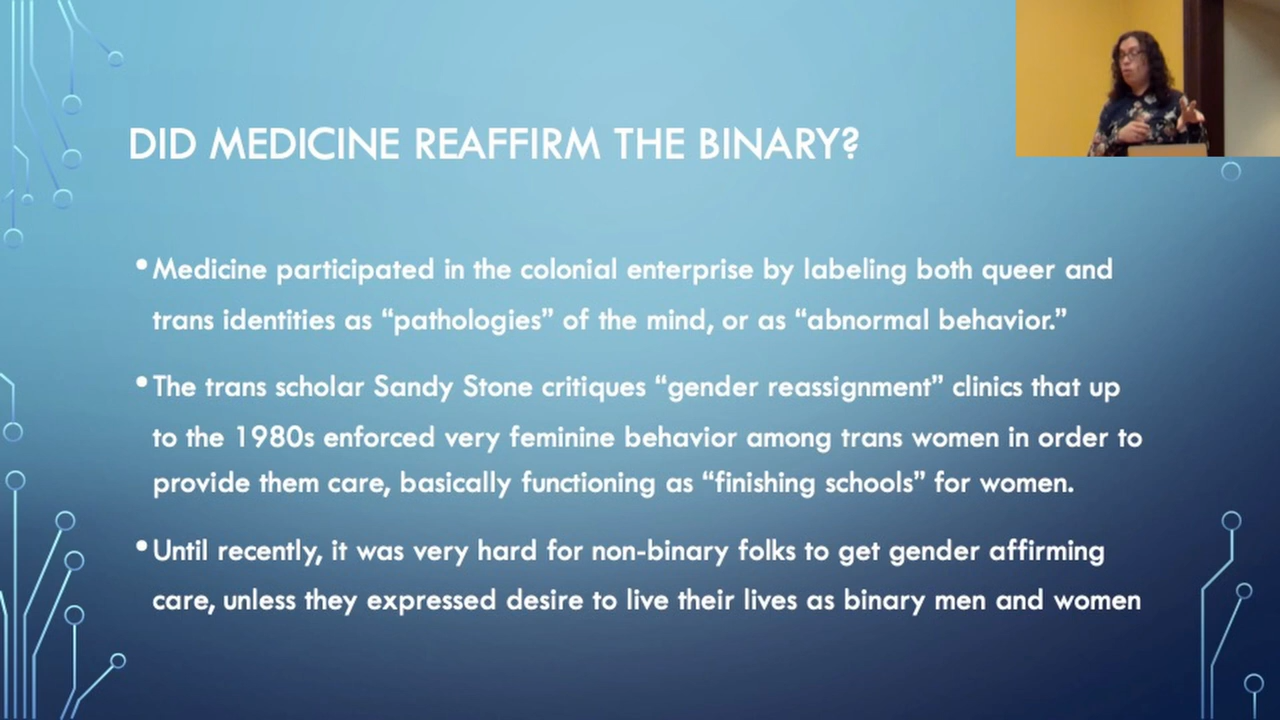 DID MEDICINE REAFFIRM THE BINARY?
•Medicine participated in the colonial enterprise by labeling both queer and
trans identities as “pathologies” of the mind, or as “abnormal behavior.”
•The trans scholar Sandy Stone critiques “gender reassignment” clinics that up
to the 1980s enforced very feminine behavior among trans women in order to
provide them care, basically functioning as “finishing schools” for women.
•Until recently, it was very hard for non-binary folks to get gender affirming
care, unless they expressed desire to live their lives as binary men and women